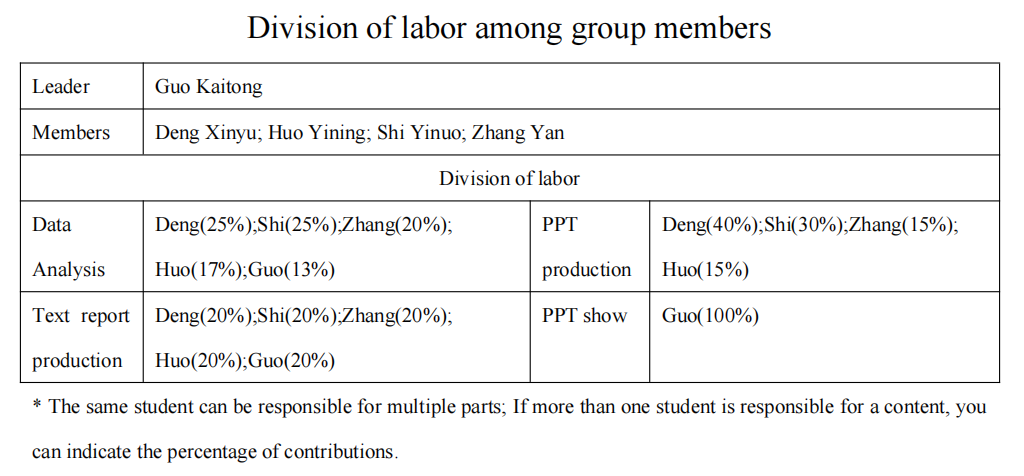 Division of labor among group members
Leader
Guo Kaitong
Members
Deng Xinyu; Huo Yining; Shi Yinuo; Zhang Yan
Division of labor
Data
Analysis
Deng(25%);Shi(25%);Zhang(20%);
Huo(17%);Guo(13%)
PPT
production
Deng(40%);Shi(30%);Zhang(15%);
Huo(15%)
Text report
production
Deng(20%);Shi(20%);Zhang(20%);
Huo(20%);Guo(20%)
PPT show
Guo(100%)
* The same student can be responsible for multiple parts; If more than one student is responsible for a content, you
can indicate the percentage of contributions.